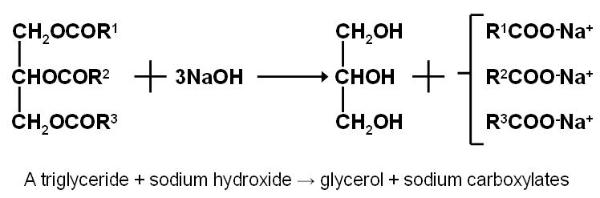 CH₂OCOR¹ CH₂OH R¹COO⁻Na⁺
CHOCOR² + 3NaOH → CHOH + R²COO⁻Na⁺
CH₂OCOR³ CH₂OH R³COO⁻Na⁺
A triglyceride + sodium hydroxide → glycerol + sodium carboxylates